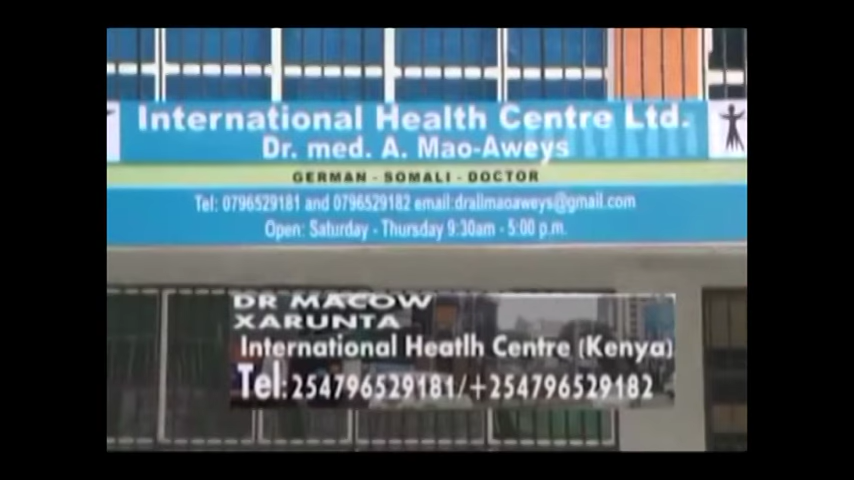 International Health Centre Ltd.
Dr. med. A. Mao-Aweys
GERMAN - SOMALI - DOCTOR
Tel: 0796529181 and 0796529182 email:dralimaoaweys@gmail.com
Open: Saturday - Thursday 9:30am - 5:00 p.m.
DR MACOW
XARUNTA
International Heatlh Centre (Kenya)
Tel:254796529181/+254796529182